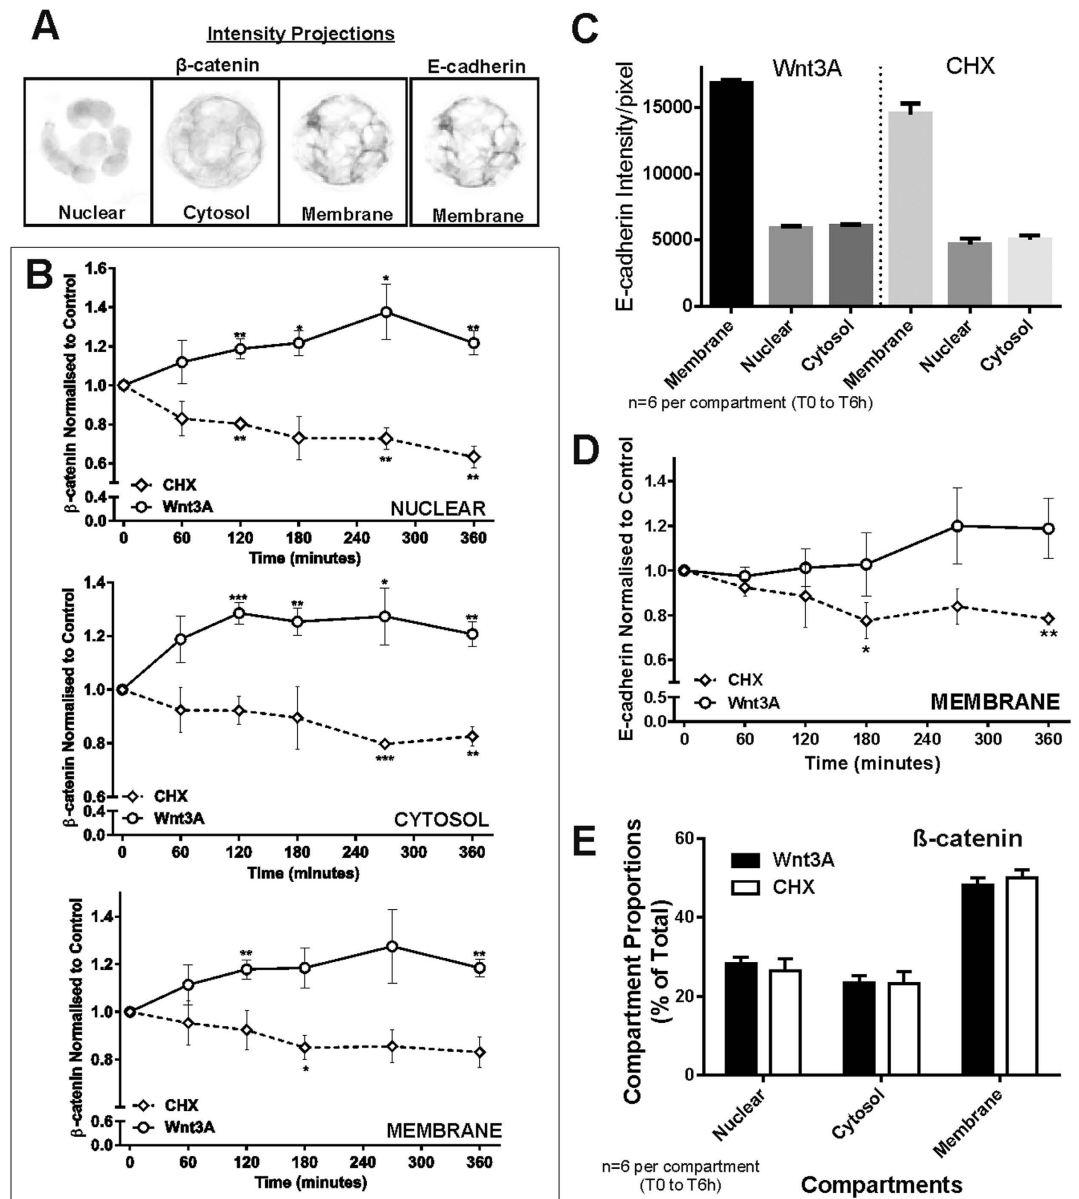 A
Intensity Projections
β-catenin
E-cadherin
Nuclear
Cytosol
Membrane
Membrane
B
β-catenin Normalised to Control
1.6
1.4
1.2
1.0
0.8
0.6
0.4
0.0
*
**
*
**
**
**
**
CHX
Wnt3A
NUCLEAR
0 60 120 180 240 300 360
Time (minutes)
β-catenin Normalised to Control
1.4
1.2
1.0
0.8
0.6
0.4
0.0
***
**
*
**
***
**
CHX
Wnt3A
CYTOSOL
0 60 120 180 240 300 360
Time (minutes)
β-catenin Normalised to Control
1.4
1.2
1.0
0.8
0.6
0.0
**
**
*
CHX
Wnt3A
MEMBRANE
0 60 120 180 240 300 360
Time (minutes)
C
Wnt3A
CHX
E-cadherin Intensity/pixel
15000
10000
5000
0
Membrane
Nuclear
Cytosol
Membrane
Nuclear
Cytosol
n=6 per compartment (T0 to T6h)
D
E-cadherin Normalised to Control
1.4
1.2
1.0
0.8
0.6
0.5
0.0
*
**
CHX
Wnt3A
MEMBRANE
0 60 120 180 240 300 360
Time (minutes)
E
ß-catenin
Wnt3A
CHX
Compartment Proportions
(% of Total)
60
40
20
0
Nuclear
Cytosol
Membrane
n=6 per compartment
(T0 to T6h)
Compartments